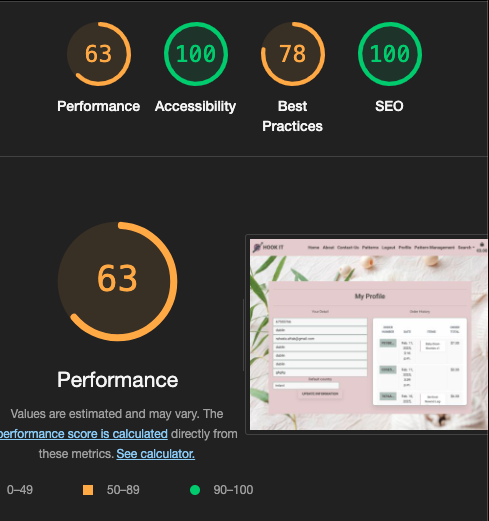 63
100
78
100
Performance
Accessibility
Best
Practices
SEO
63
Performance
Values are estimated and may vary. The
performance score is calculated directly from
these metrics. See calculator.
0–49
50–89
90–100
HOOK IT
Home About Contact Us Patterns Logout Profile Pattern Management Search
My Profile
Order History
Default Country
UPDATE INFORMATION